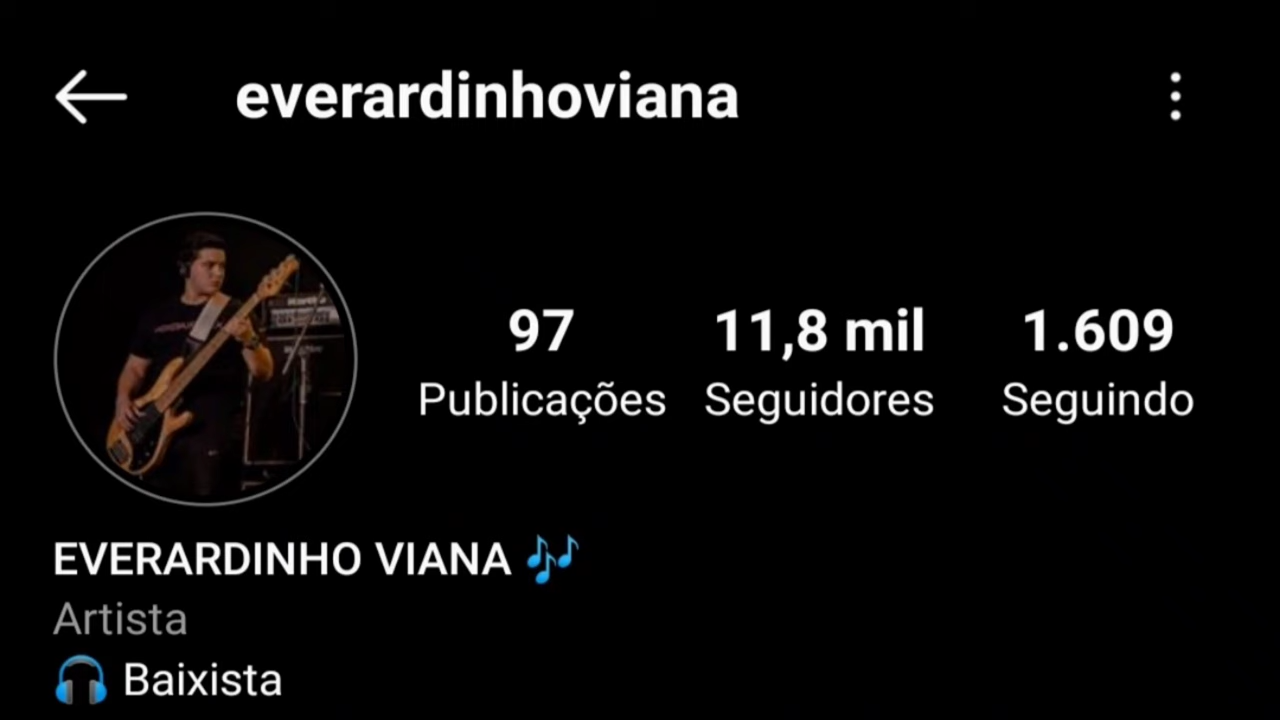 everardinhoviana
97 11,8 mil 1.609
Publicações Seguidores Seguindo
EVERARDINHO VIANA 🎶
Artista
🎧 Baixista